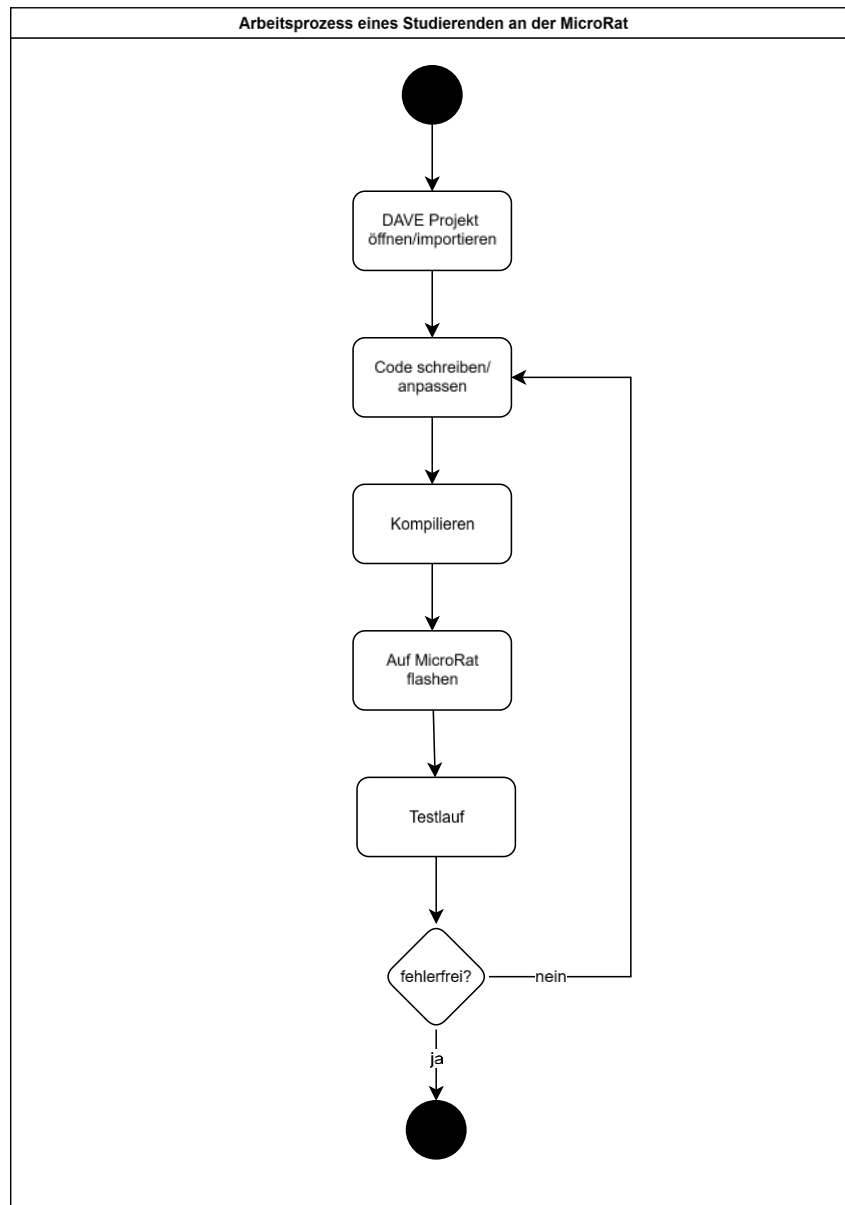 Arbeitsprozess eines Studierenden an der MicroRat
DAVE Projekt
öffnen/importieren
Code schreiben/
anpassen
Kompilieren
Auf MicroRat
flashen
Testlauf
fehlerfrei?
nein
ja